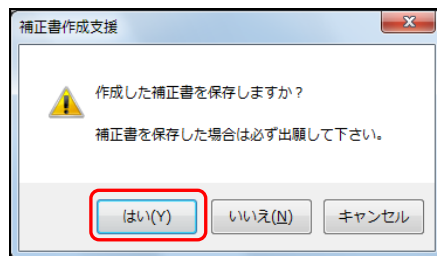 補正書作成支援
作成した補正書を保存しますか？
補正書を保存した場合は必ず出願して下さい。
はい(Y) いいえ(N) キャンセル